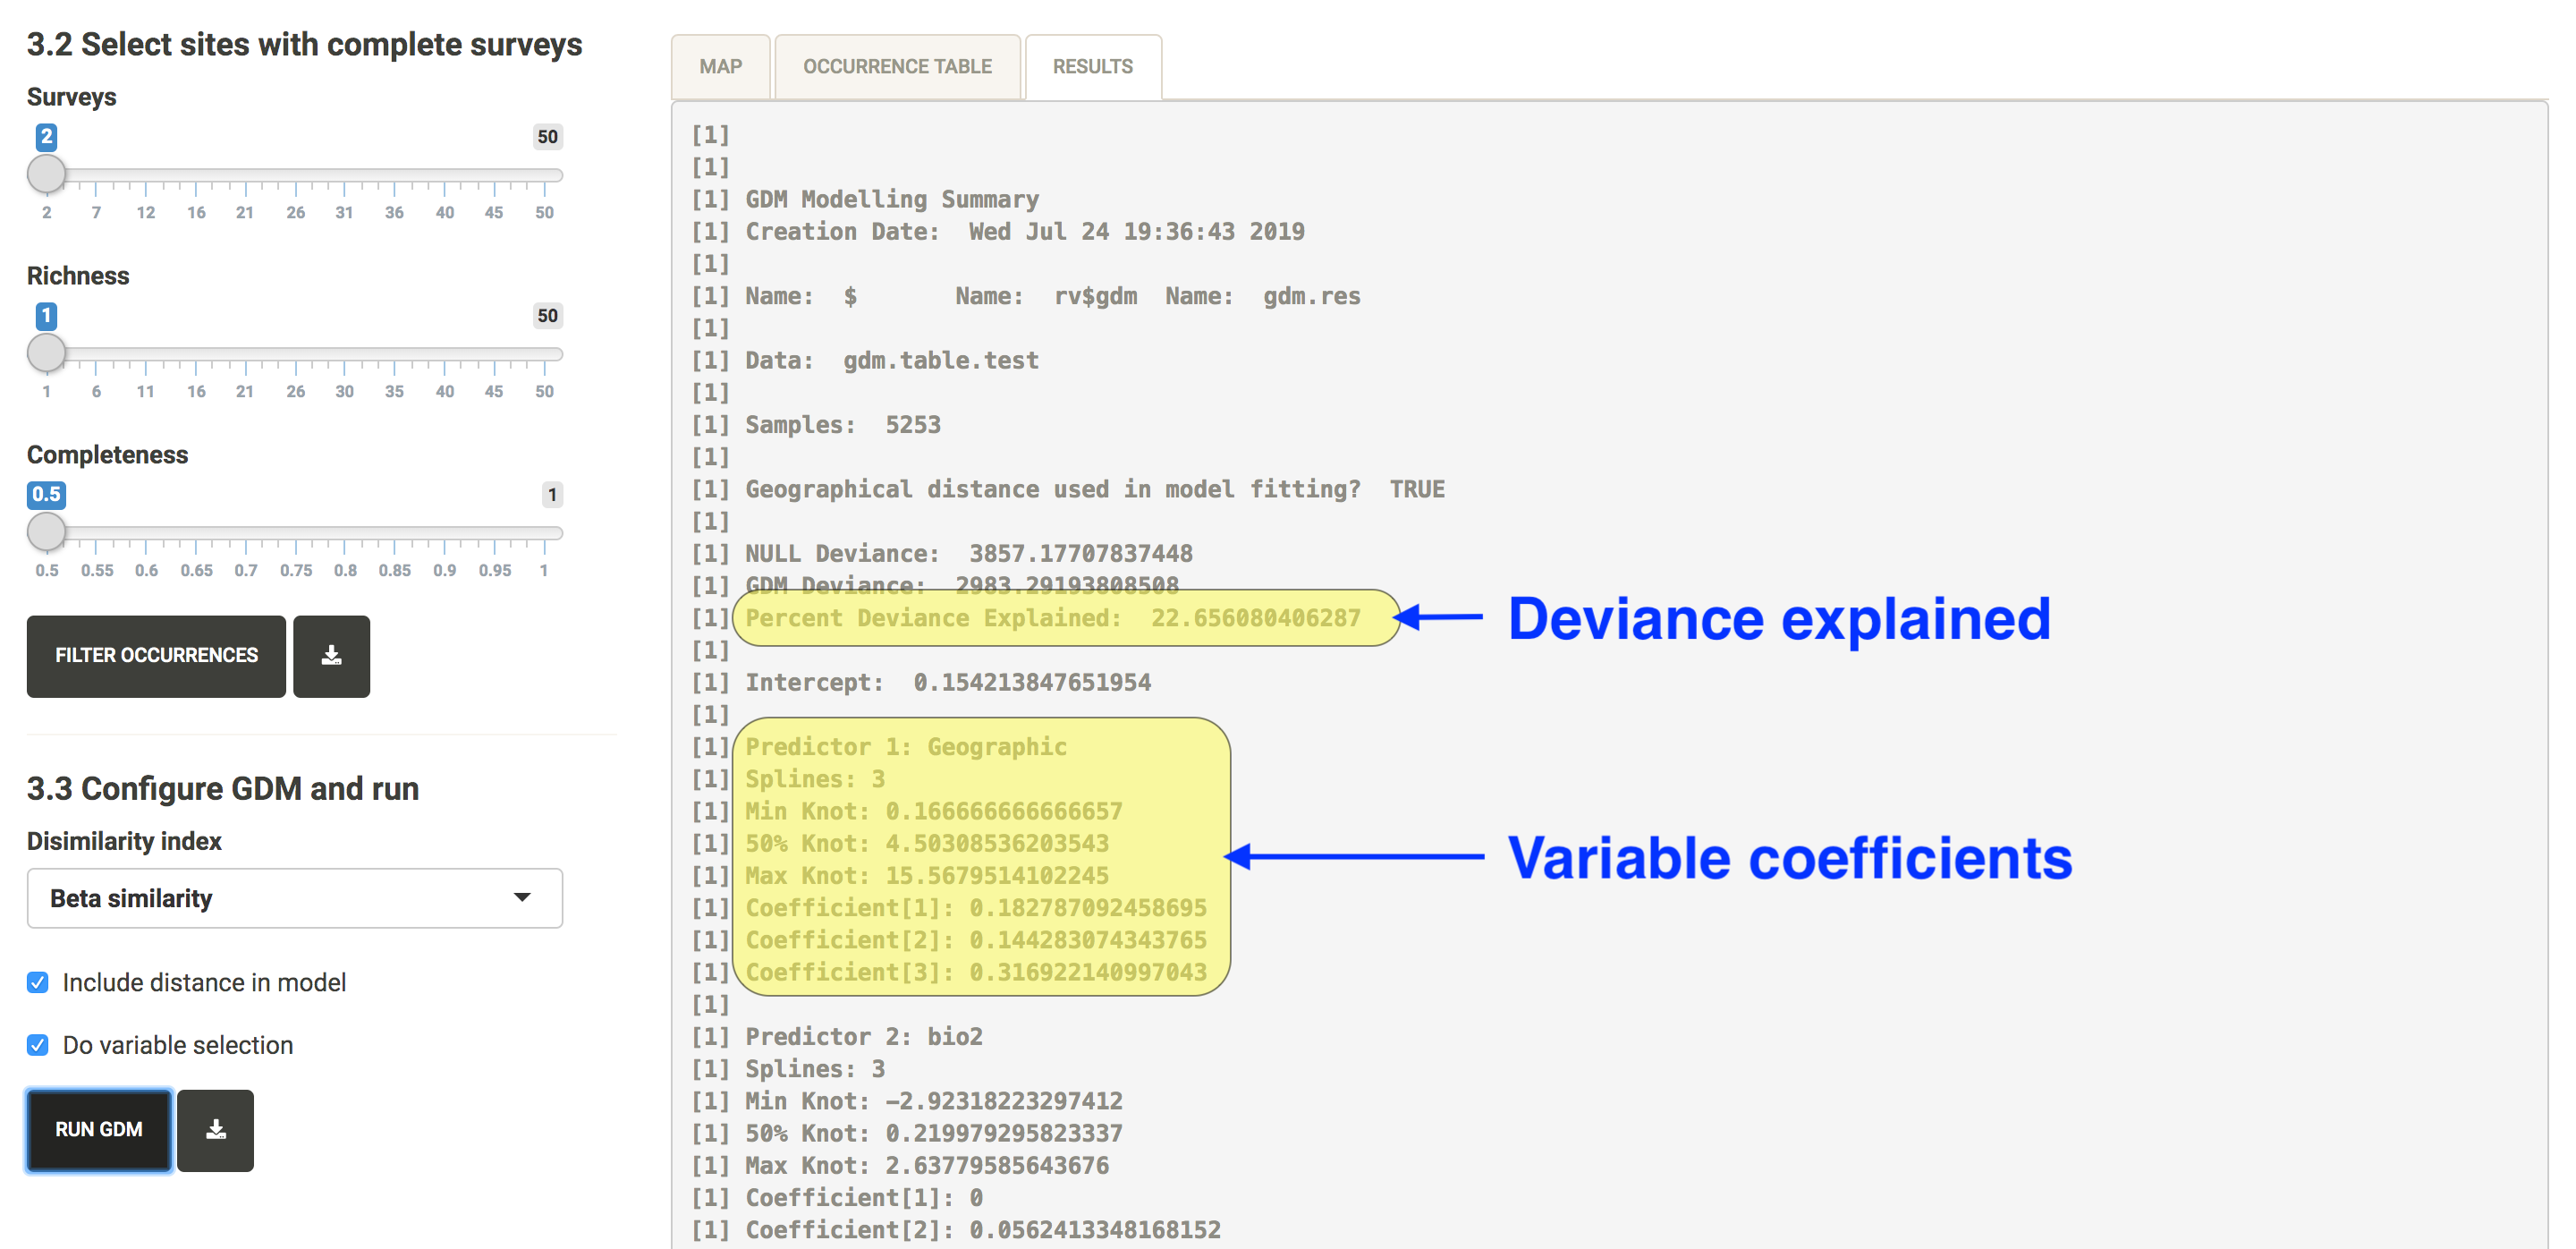 3.2 Select sites with complete surveys
Surveys
2 50
2 7 12 16 21 26 31 36 40 45 50
Richness
1 50
1 6 11 16 21 26 30 35 40 45 50
Completeness
0.5 1
0.5 0.55 0.6 0.65 0.7 0.75 0.8 0.85 0.9 0.95 1
FILTER OCCURRENCES
3.3 Configure GDM and run
Disimilarity index
Beta similarity
Include distance in model
Do variable selection
RUN GDM
MAP OCCURRENCE TABLE RESULTS
[1]
[1]
[1] GDM Modelling Summary
[1] Creation Date:  Wed Jul 24 19:36:43 2019
[1]
[1] Name:  $       Name:  rv$gdm  Name:  gdm.res
[1]
[1] Data:  gdm.table.test
[1]
[1] Samples:  5253
[1]
[1] Geographical distance used in model fitting?  TRUE
[1]
[1] NULL Deviance:  3857.17707837448
[1] GDM Deviance:  2983.29193808508
[1] Percent Deviance Explained:  22.656080406287
[1]
[1] Intercept:  0.154213847651954
[1]
[1] Predictor 1: Geographic
[1] Splines: 3
[1] Min Knot: 0.166666666666657
[1] 50% Knot: 4.50308536203543
[1] Max Knot: 15.5679514102245
[1] Coefficient[1]: 0.182787092458695
[1] Coefficient[2]: 0.144283074343765
[1] Coefficient[3]: 0.316922140997043
[1]
[1] Predictor 2: bio2
[1] Splines: 3
[1] Min Knot: −2.92318223297412
[1] 50% Knot: 0.219979295823337
[1] Max Knot: 2.63779585643676
[1] Coefficient[1]: 0
[1] Coefficient[2]: 0.0562413348168152
Deviance explained
Variable coefficients